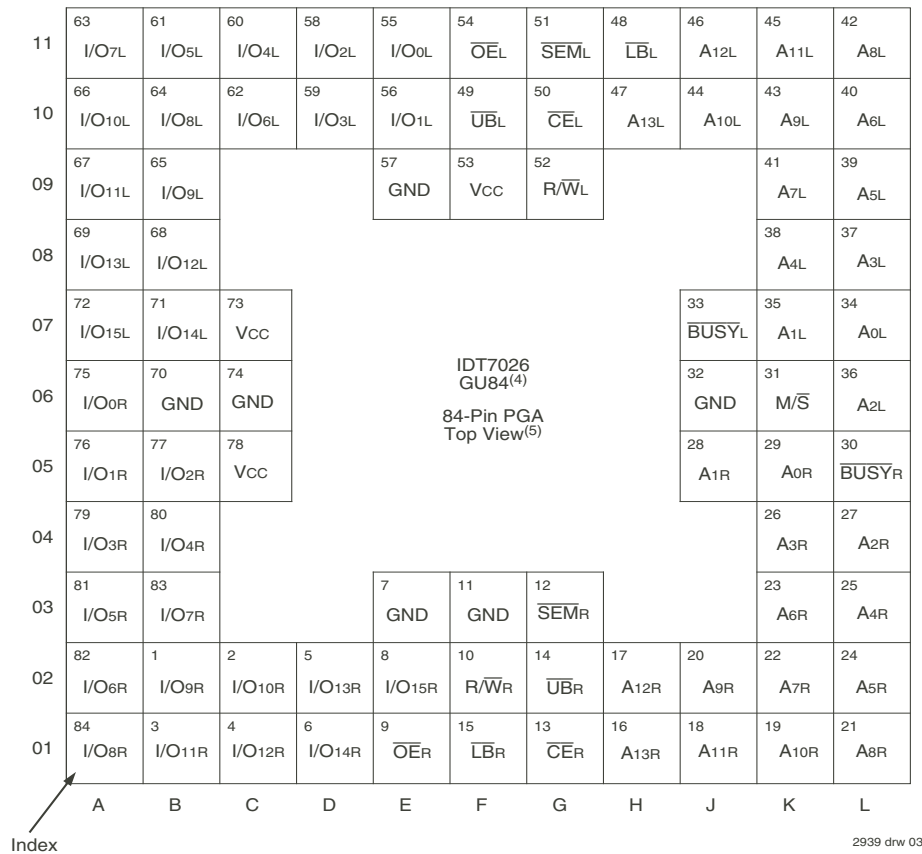 63 61 60 58 55 54 51 48 46 45 42
11 I/O7L I/O5L I/O4L I/O2L I/O0L OEL SEML LBL A12L A11L A8L
66 64 62 59 56 49 50 47 44 43 40
10 I/O10L I/O8L I/O6L I/O3L I/O1L UBL CEL A13L A10L A9L A6L
67 65 57 53 52 41 39
09 I/O11L I/O9L GND VCC R/WL A7L A5L
69 68 38 37
08 I/O13L I/O12L A4L A3L
72 71 73 33 35 34
07 I/O15L I/O14L VCC BUSYL A1L A0L
IDT7026
GU84(4)
75 70 74 32 31 36
06 I/O0R GND GND GND M/S A2L
84-Pin PGA
Top View(5)
76 77 78 28 29 30
05 I/O1R I/O2R VCC A1R A0R BUSYR
79 80 26 27
04 I/O3R I/O4R A3R A2R
81 83 7 11 12 23 25
03 I/O5R I/O7R GND GND SEMR A6R A4R
82 1 2 5 8 10 14 17 20 22 24
02 I/O6R I/O9R I/O10R I/O13R I/O15R R/WR UBR A12R A9R A7R A5R
84 3 4 6 9 15 13 16 18 19 21
01 I/O8R I/O11R I/O12R I/O14R OER LBR CER A13R A11R A10R A8R
A B C D E F G H J K L
Index
2939 drw 03